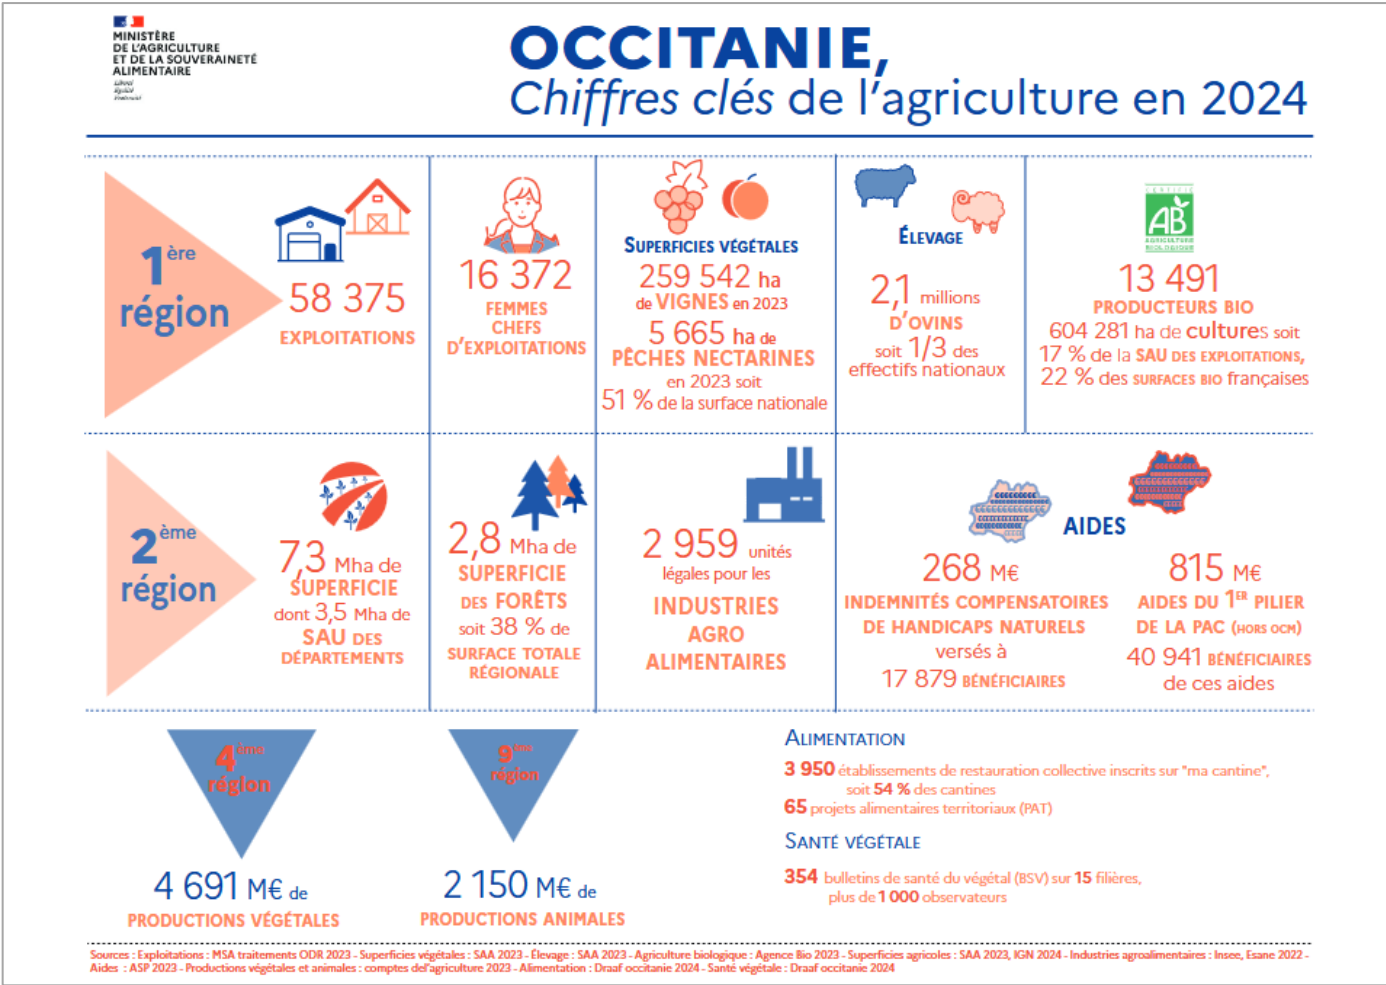 MINISTÈRE
DE L'AGRICULTURE
ET DE LA SOUVERAINETÉ
ALIMENTAIRE
Liberté
Égalité
Fraternité
OCCITANIE,
Chiffres clés de l'agriculture en 2024
1ère
région
58 375
EXPLOITATIONS
16 372
FEMMES
CHEFS
D'EXPLOITATIONS
SUPERFICIES VÉGÉTALES
259 542 ha
de VIGNES en 2023
5 665 ha de
PÊCHES NECTARINES
en 2023 soit
51 % de la surface nationale
ÉLEVAGE
2,1 millions
D'OVINS
soit 1/3 des
effectifs nationaux
CERTIFIÉ
AB
AGRICULTURE
BIOLOGIQUE
13 491
PRODUCTEURS BIO
604 281 ha de cultures soit
17 % de la SAU DES EXPLOITATIONS,
22 % des SURFACES BIO françaises
2ème
région
7,3 Mha de
SUPERFICIE
dont 3,5 Mha de
SAU DES
DÉPARTEMENTS
2,8 Mha de
SUPERFICIE
DES FORÊTS
soit 38 % de
SURFACE TOTALE
RÉGIONALE
2 959 unités
légales pour les
INDUSTRIES
AGRO
ALIMENTAIRES
AIDES
268 M€
INDEMNITÉS COMPENSATOIRES
DE HANDICAPS NATURELS
versés à
17 879 BÉNÉFICIAIRES
815 M€
AIDES DU 1ER PILIER
DE LA PAC (HORS OCM)
40 941 BÉNÉFICIAIRES
de ces aides
4ème
région
4 691 M€ de
PRODUCTIONS VÉGÉTALES
9ème
région
2 150 M€ de
PRODUCTIONS ANIMALES
ALIMENTATION
3 950 établissements de restauration collective inscrits sur "ma cantine",
soit 54 % des cantines
65 projets alimentaires territoriaux (PAT)
SANTÉ VÉGÉTALE
354 bulletins de santé du végétal (BSV) sur 15 filières,
plus de 1 000 observateurs
Sources : Exploitations : MSA traitements ODR 2023 - Superficies végétales : SAA 2023 - Élevage : SAA 2023 - Agriculture biologique : Agence Bio 2023 - Superficies agricoles : SAA 2023, IGN 2024 - Industries agroalimentaires : Insee, Esane 2022 -
Aides : ASP 2023 - Productions végétales et animales : comptes del'agriculture 2023 - Alimentation : Draaf occitanie 2024 - Santé végétale : Draaf occitanie 2024